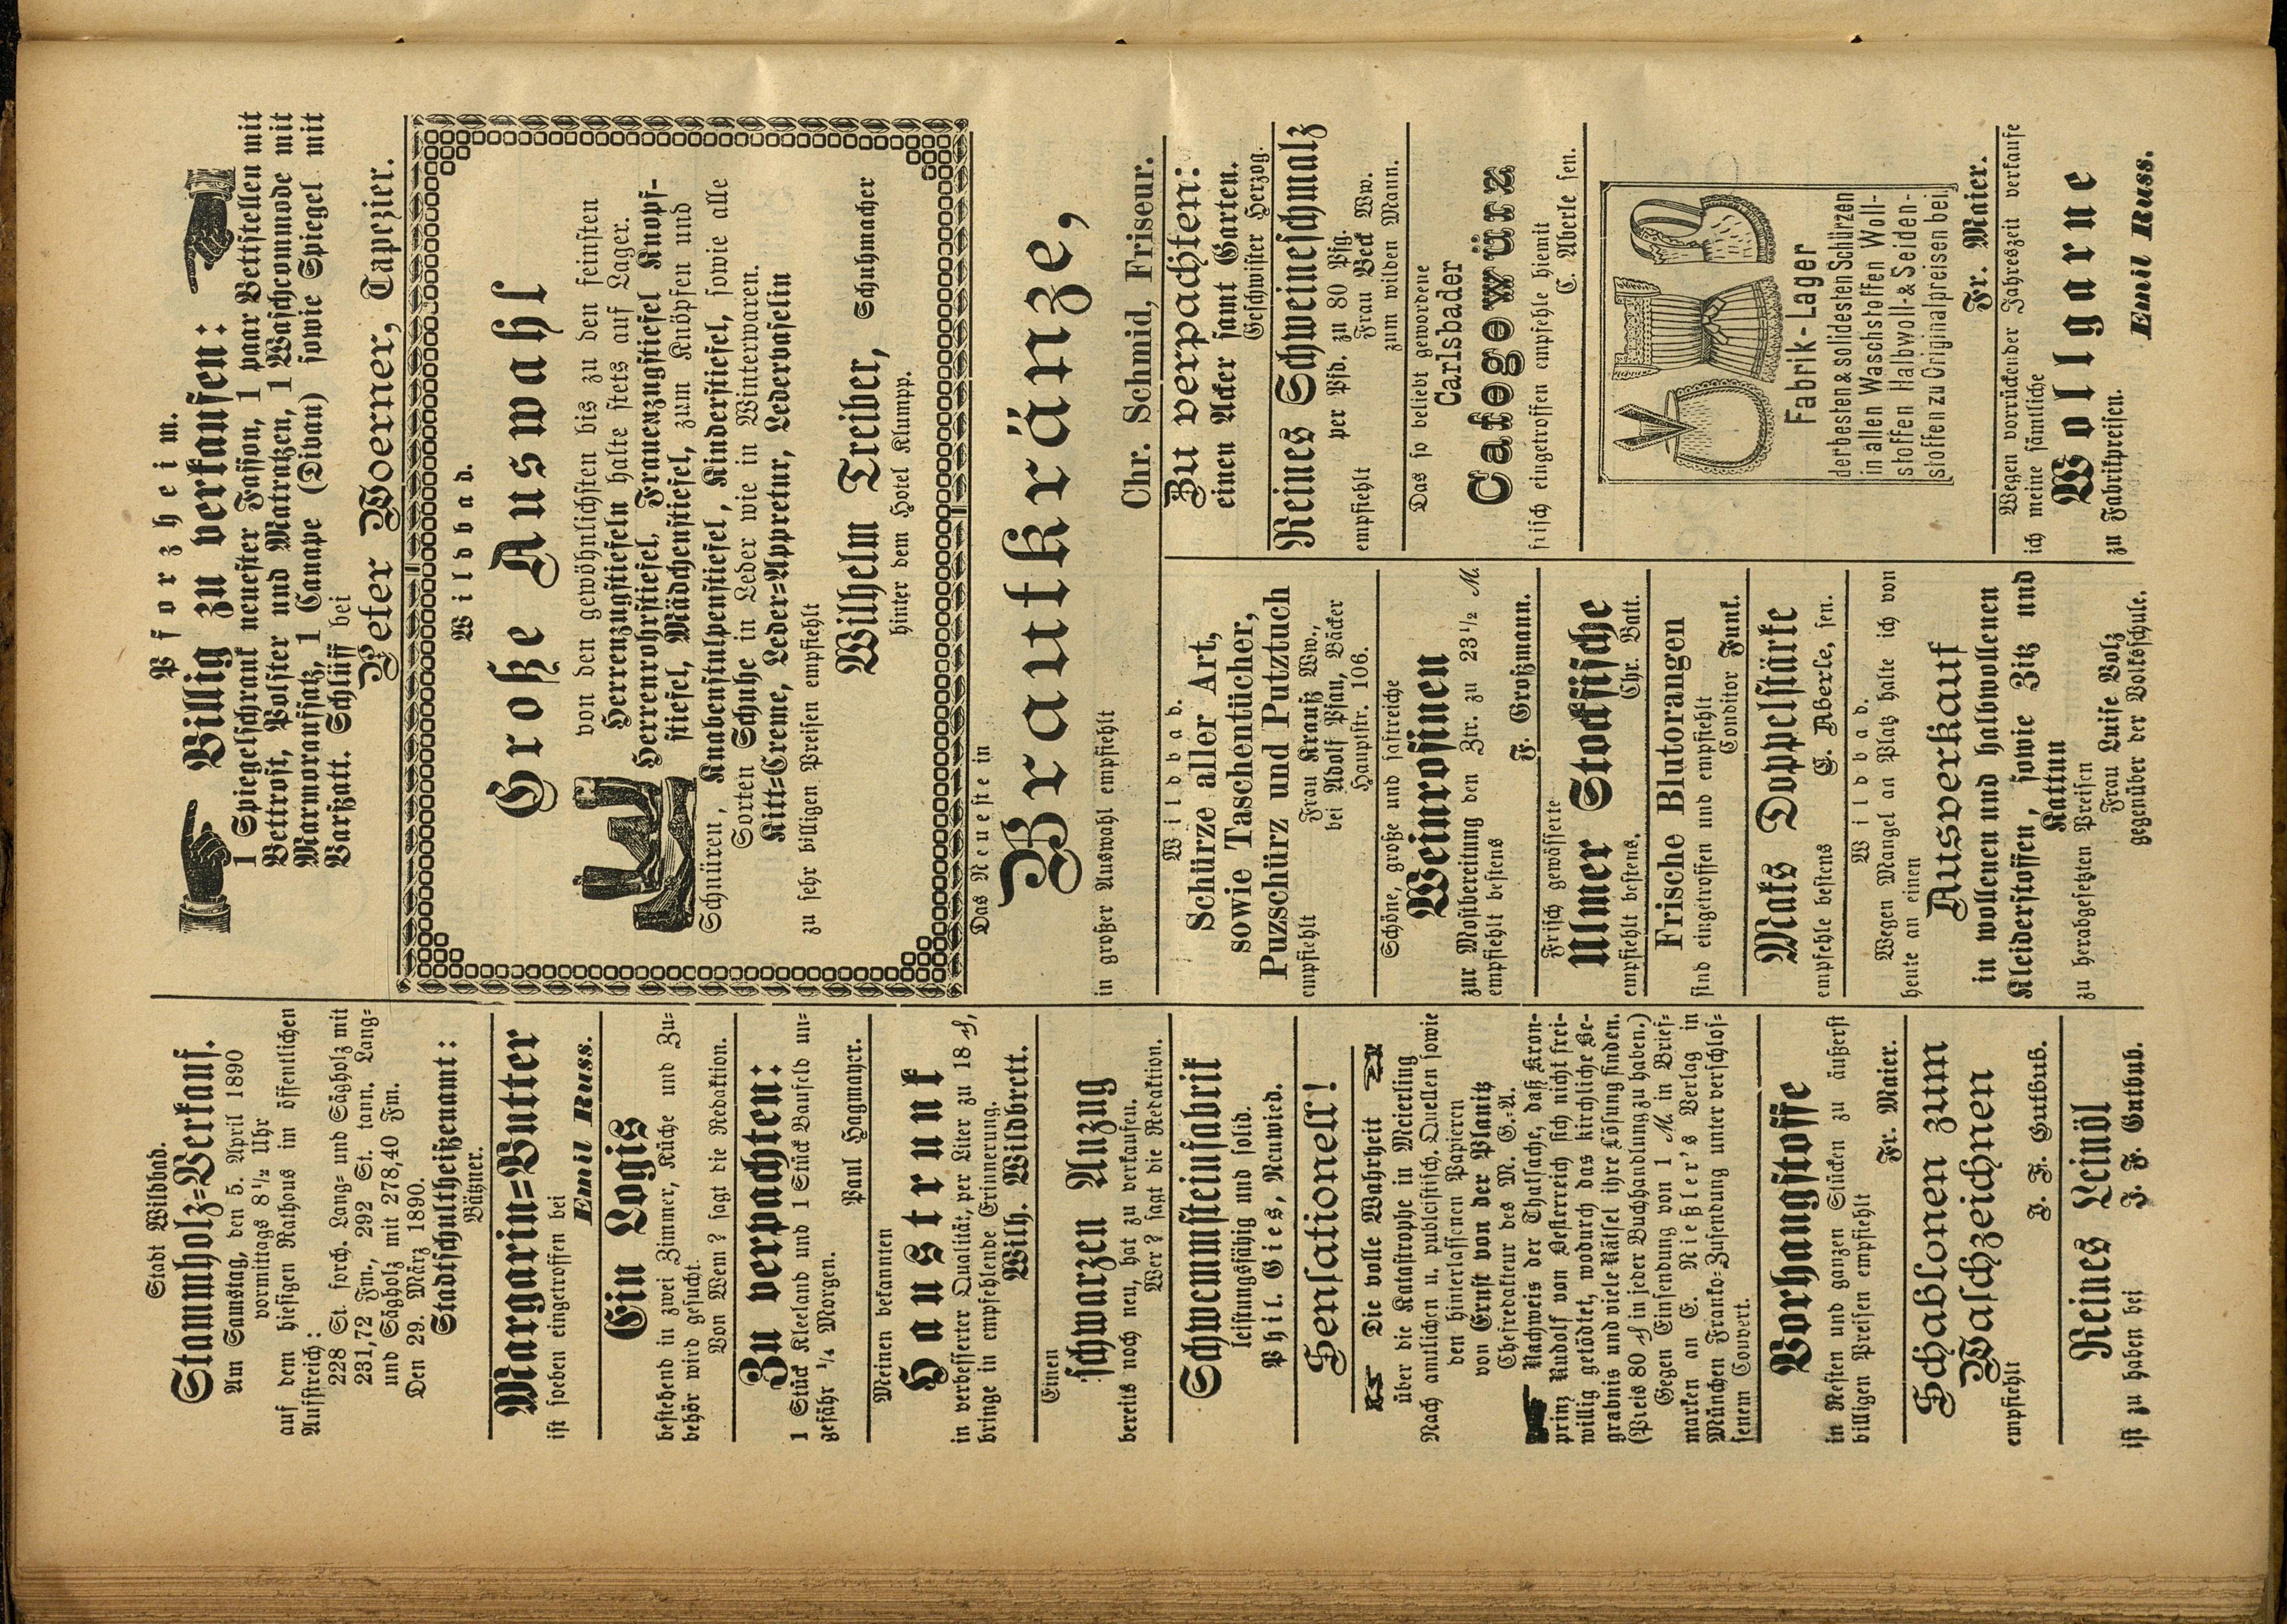 Stadt Wildbad.
Stammholz=Verkauf.
Am Samstag, den 5. April 1890
vormittags 8½ Uhr
auf dem hiesigen Rathaus im öffentlichen
Aufstreich:
228 St. forch. Lang= und Sägholz mit
231,72 Fm., 292 St. tann. Lang=
und Sägholz mit 278,40 Fm.
Den 29. März 1890.
Stadtschultheißenamt:
Bätzner.
Margarin=Butter
ist soeben eingetroffen bei
Emil Russ.
Ein Logis
bestehend in zwei Zimmer, Küche und Zu=
behör wird gesucht.
Von Wem? sagt die Redaktion.
Zu verpachten:
1 Stück Kleeland und 1 Stück Baufeld un=
gefähr ¼ Morgen.
Paul Hagmayer.
Meinen bekannten
Haustrunk
in verbesserter Qualität, per Liter zu 18 ₰,
bringe in empfehlende Erinnerung.
Wilh. Wildbrett.
Einen
schwarzen Anzug
bereits noch neu, hat zu verkaufen.
Wer? sagt die Redaktion.
Schwemmsteinfabrik
leistungsfähig und solid.
Phil. Gies, Neuwied.
Sensationell!
Die volle Wahrheit
über die Katastrophe in Meierling
Nach amtlichen u. publcistisch. Quellen sowie
den hinterlassenen Papieren
von Ernst von der Planitz
Chefredakteur des M. G.=A.
Nachweis der Thatsache, daß Kron=
prinz Rudolf von Oesterreich sich nicht frei=
willig getödtet, wodurch das kirchliche Be=
gräbnis und viele Rätsel ihre Lösung finden.
(Preis 80 ₰ in jeder Buchhandlung zu haben.)
Gegen Einsendung von 1 M. in Brief=
marken an E. Nießler's Verlag in
München Franko=Zusendung unter verschlos=
senem Couvert.
Vorhangstoffe
in Resten und ganzen Stücken zu äußerst
billigen Preisen empfiehlt
Fr. Maier.
Schablonen zum
Waschzeichnen
empfiehlt
J. F. Gutbub.
Reines Leinöl
ist zu haben bei J. F. Gutbub.
Pforzheim.
Billig zu verkaufen:
1 Spiegelschrank neuester Fasson, 1 paar Bettstellen mit
Bettrost, Polster und Matratzen, 1 Waschcommode mit
Marmoraufsatz, 1 Canape (Divan) sowie Spiegel mit
Barßatt. Schlüff bei
Peter Woerner, Tapezier.
Wildbad.
Große Auswahl
von den gewöhnlichsten bis zu den feinsten
Herrenzugstiefeln halte stets auf Lager.
Herrenrohrstiefel, Frauenzugstiefel Knopf-
stiefel, Mädchenstiefel, zum Knöpfen und
Schnüren, Knabenstulpenstiefel, Kinderstiefel, sowie alle
Sorten Schuhe in Leder wie in Winterwaren.
Kitt=Creme, Leder=Appretur, Ledervaselin
zu sehr billigen Preisen empfiehlt
Wilhelm Treiber, Schuhmacher
hinter dem Hotel Klumpp.
Das Neueste in
Brautkränze,
in großer Auswahl empfiehlt
Chr. Schmid, Friseur.
Wildbad.
Schürze aller Art,
sowie Taschentücher,
Puzschürz und Putztuch
empfiehlt
Frau Krauß Ww.,
bei Adolf Pfau, Bäcker
Hauptstr. 106.
Schöne, große und saftreiche
Weinrosinen
zur Mostbereitung den Ztr. zu 23½ M.
empfiehlt bestens
F. Großmann.
Frisch gewässerte
Ulmer Stockfische
empfiehlt bestens. Chr. Batt.
Frische Blutorangen
sind eingetroffen und empfiehlt
Conditor Funk.
Maks Doppelstärke
empfehle bestens C. Aberle, sen.
Wildbad.
Wegen Mangel an Platz halte ich von
heute an einen
Ausverkauf
in wollenen und halbwollenen
Kleiderstoffen, sowie Zitz und
Kattun
zu herabgesetzten Preisen
Frau Luise Volz
gegenüber der Volksschule.
Zu verpachten:
einen Acker samt Garten.
Geschwister Herzog.
Reines Schweineschmalz
per Pfd. zu 80 Pfg.
empfiehlt Frau Beck Ww.
zum wilden Mann.
Das so beliebt gewordene
Carlsbader
Cafegewürz
frisch eingetroffen empfehle hiemit
C. Aberle sen.
Fabrik-Lager
der besten & solidesten Schürzen
in allen Waschstoffen Woll-
stoffen Halbwoll- & Seiden-
stoffen zu Originalpreisen bei
Fr. Maier.
Wegen vorrückender Jahreszeit verkaufe
ich meine sämtliche
Wollgarne
zu Fabrikpreisen.
Emil Russ.